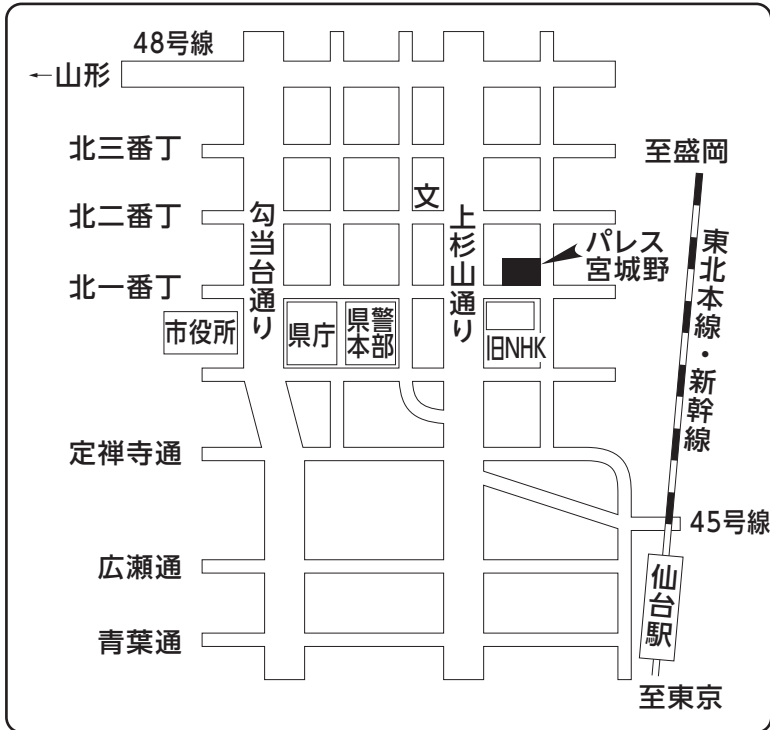 48号線
←山形
北三番丁
至盛岡
文
北二番丁
勾当台通り
上杉山通り
パレス
宮城野
東北本線・新幹線
北一番丁
市役所
県庁
県警
本部
旧NHK
定禅寺通
45号線
広瀬通
仙台駅
青葉通
至東京